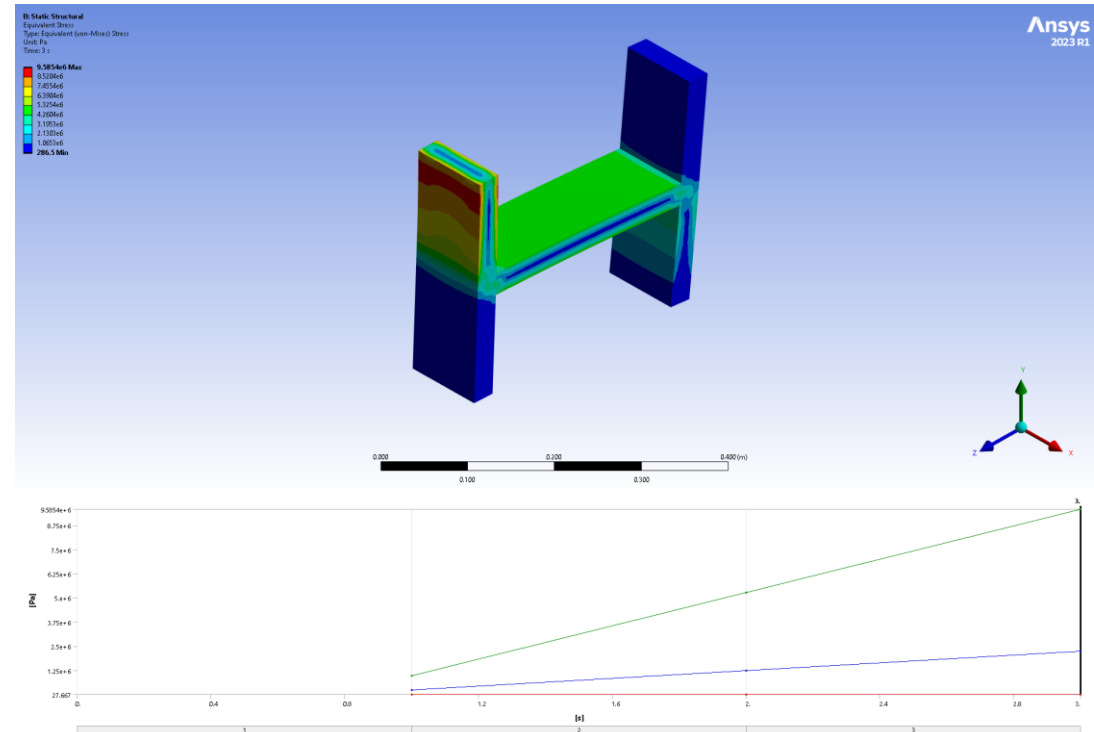 B: Static Structural
Equivalent Stress
Type: Equivalent (von-Mises) Stress
Unit: Pa
Time: 3 s
9.5854e6 Max
8.5204e6
7.4554e6
6.3904e6
5.3254e6
4.2604e6
3.1953e6
2.1303e6
1.0653e6
286.5 Min
Ansys
2023 R1
Y
Z
X
0.000
0.200
0.400 (m)
0.100
0.300
3.
9.5854e+6
8.75e+6
7.5e+6
6.25e+6
5.e+6
3.75e+6
2.5e+6
1.25e+6
27.667
[Pa]
0.
0.4
0.8
1.2
1.6
2.
2.4
2.8
3.
[s]
1
2
3